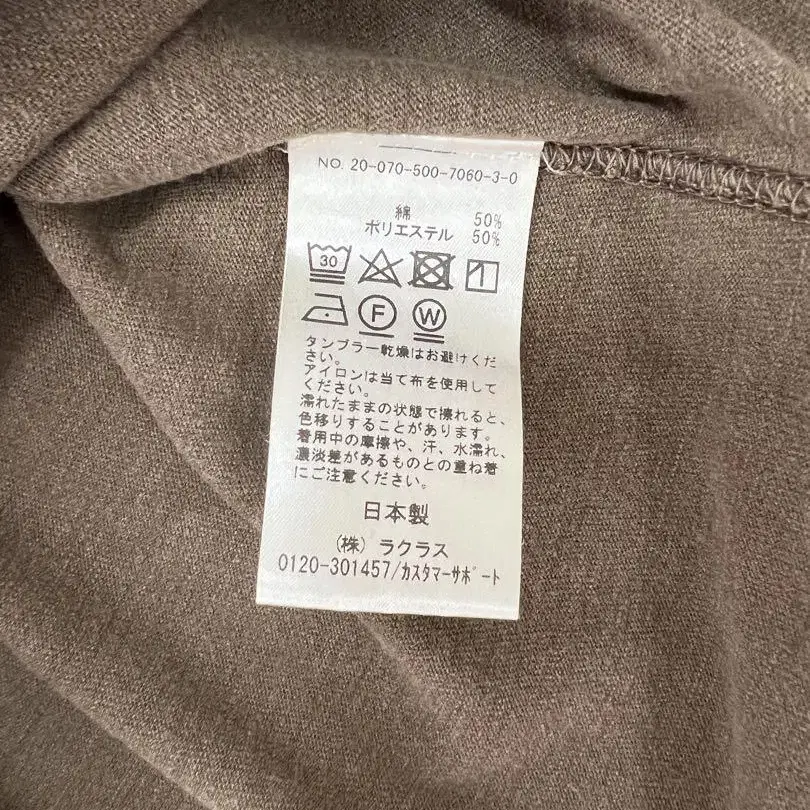 NO. 20-070-500-7060-3-0
綿 50%
ポリエステル 50%
30
F W
タンブラー乾燥はお避けくだ
さい。
アイロンは当て布を使用して
ください。
濡れたままの状態で擦れると、
色移りすることがあります。
着用中の摩擦や、汗、水濡れ、
濃淡差があるものとの重ね着
にご注意ください。
日本製
(株) ラクラス
0120-301457/カスタマーサポート